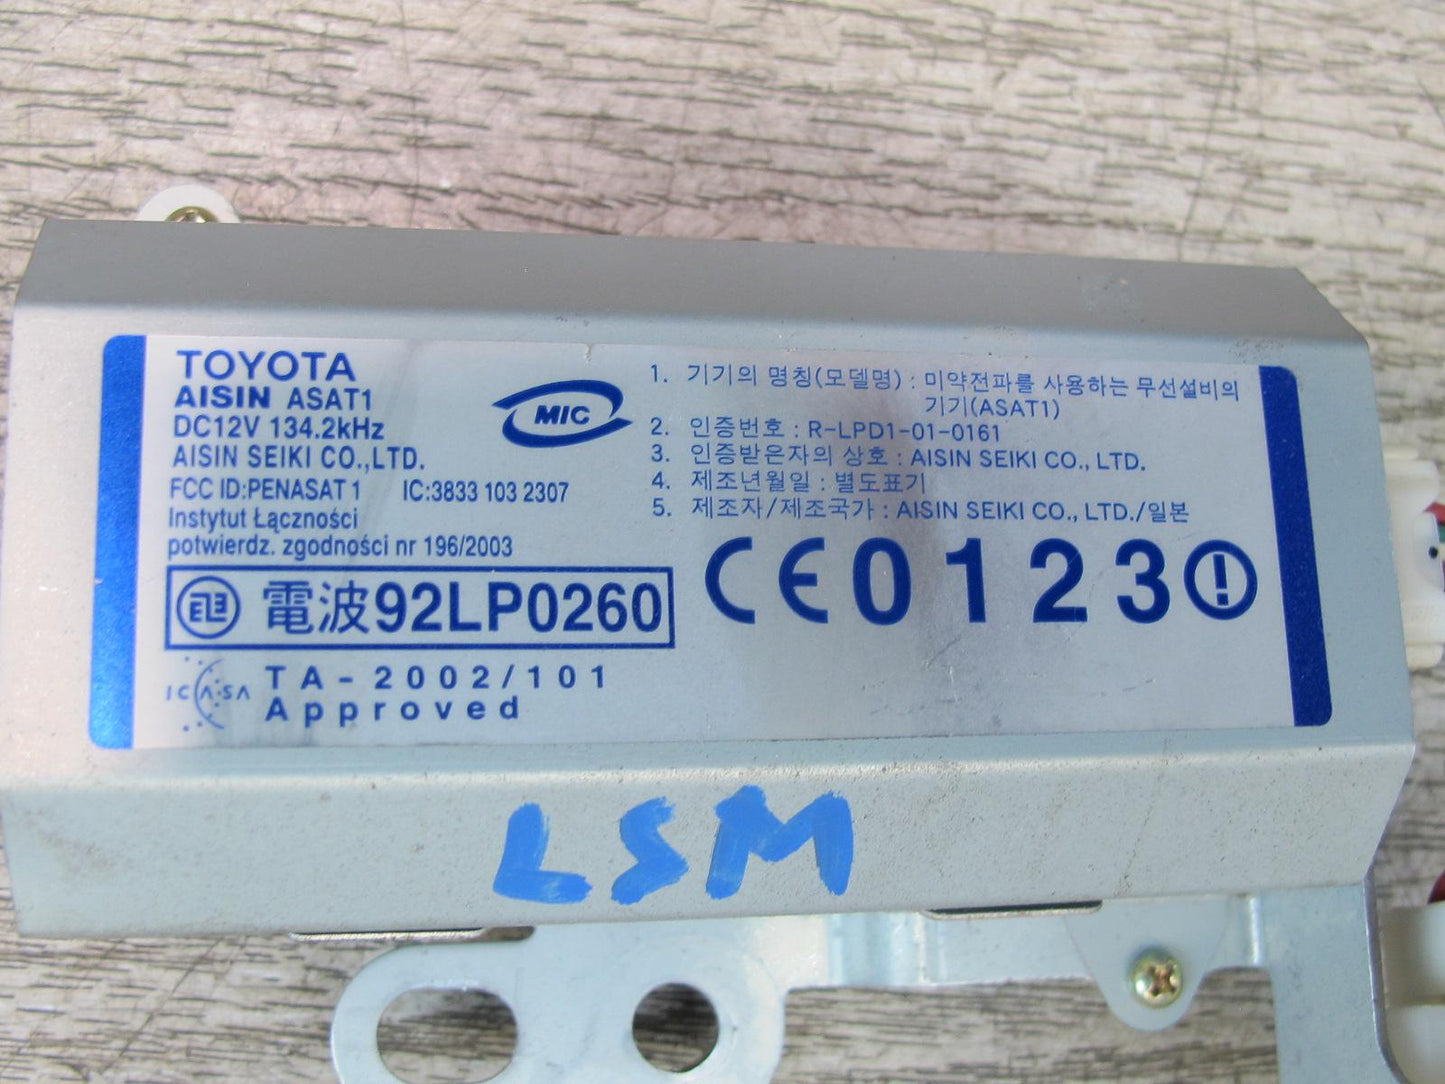 TOYOTA
AISIN ASAT1
DC12V 134.2kHz
AISIN SEIKI CO.,LTD.
FCC ID:PENASAT1 IC:3833 103 2307
Instytut Łączności
potwierdz. zgodności nr 196/2003
電波92LP0260
ICASA
TA-2002/101
Approved
MIC
1. 기기의 명칭(모델명) : 미약전파를 사용하는 무선설비의
기기(ASAT1)
2. 인증번호 : R-LPD1-01-0161
3. 인증받은자의 상호 : AISIN SEIKI CO., LTD.
4. 제조년월일 : 별도표기
5. 제조자/제조국가 : AISIN SEIKI CO., LTD./일본
CE0123!
LSM